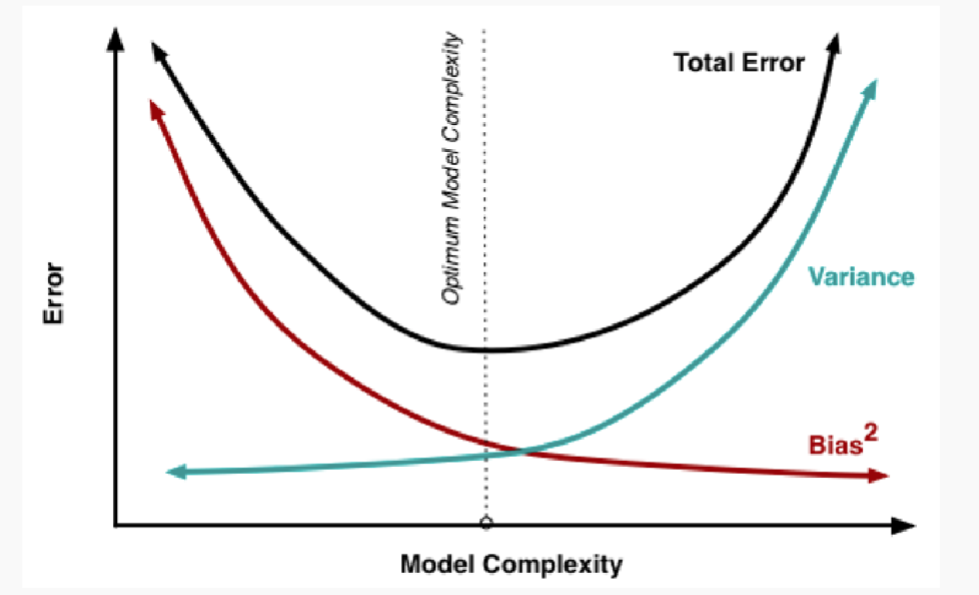 Optimum Model Complexity
Total Error
Variance
Error
Bias²
Model Complexity